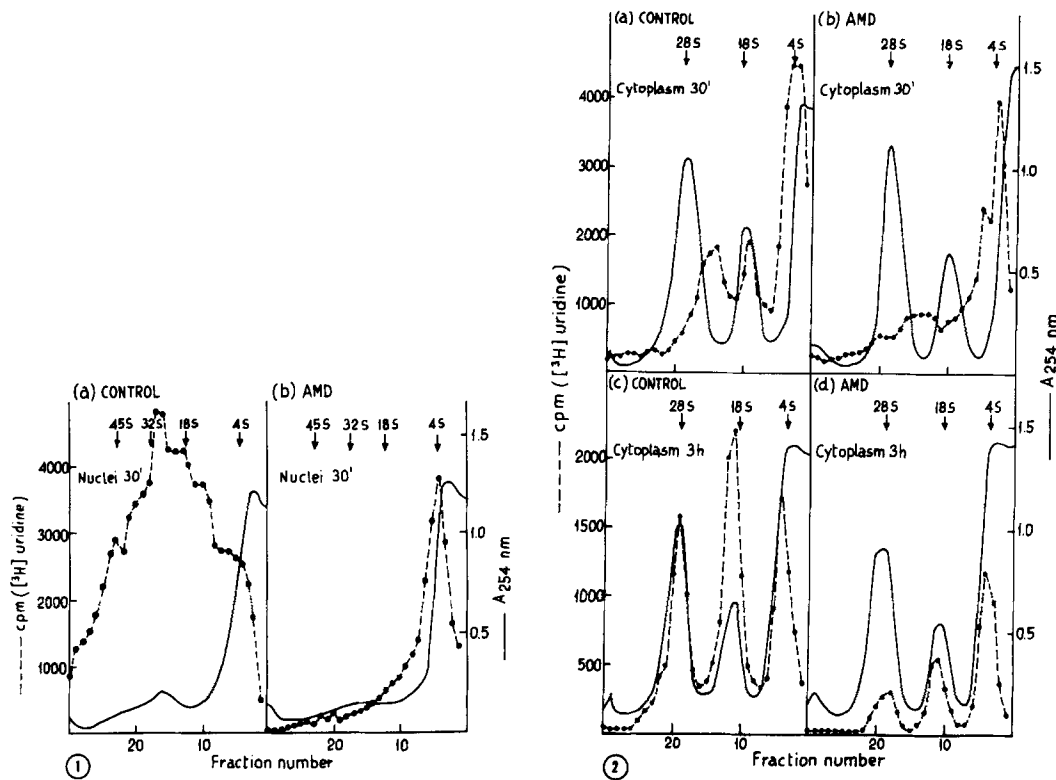 (a) CONTROL
45S 32S 18S 4S
Nuclei 30'
4000
3000
2000
1000
-----cpm ([³H] uridine)
20 10
(b) AMD
45S 32S 18S 4S
Nuclei 30'
1.5
1.0
0.5
A254 nm
20 10
Fraction number
1
(a) CONTROL
28S 18S 4S
Cytoplasm 30'
4000
3000
2000
1000
(b) AMD
28S 18S 4S
Cytoplasm 30'
1.5
1.0
0.5
-----cpm ([³H] uridine)
A254 nm
(c) CONTROL
28S 18S 4S
Cytoplasm 3h
2000
1500
1000
500
20 10
(d) AMD
28S 18S 4S
Cytoplasm 3h
1.5
1.0
0.5
20 10
Fraction number
2